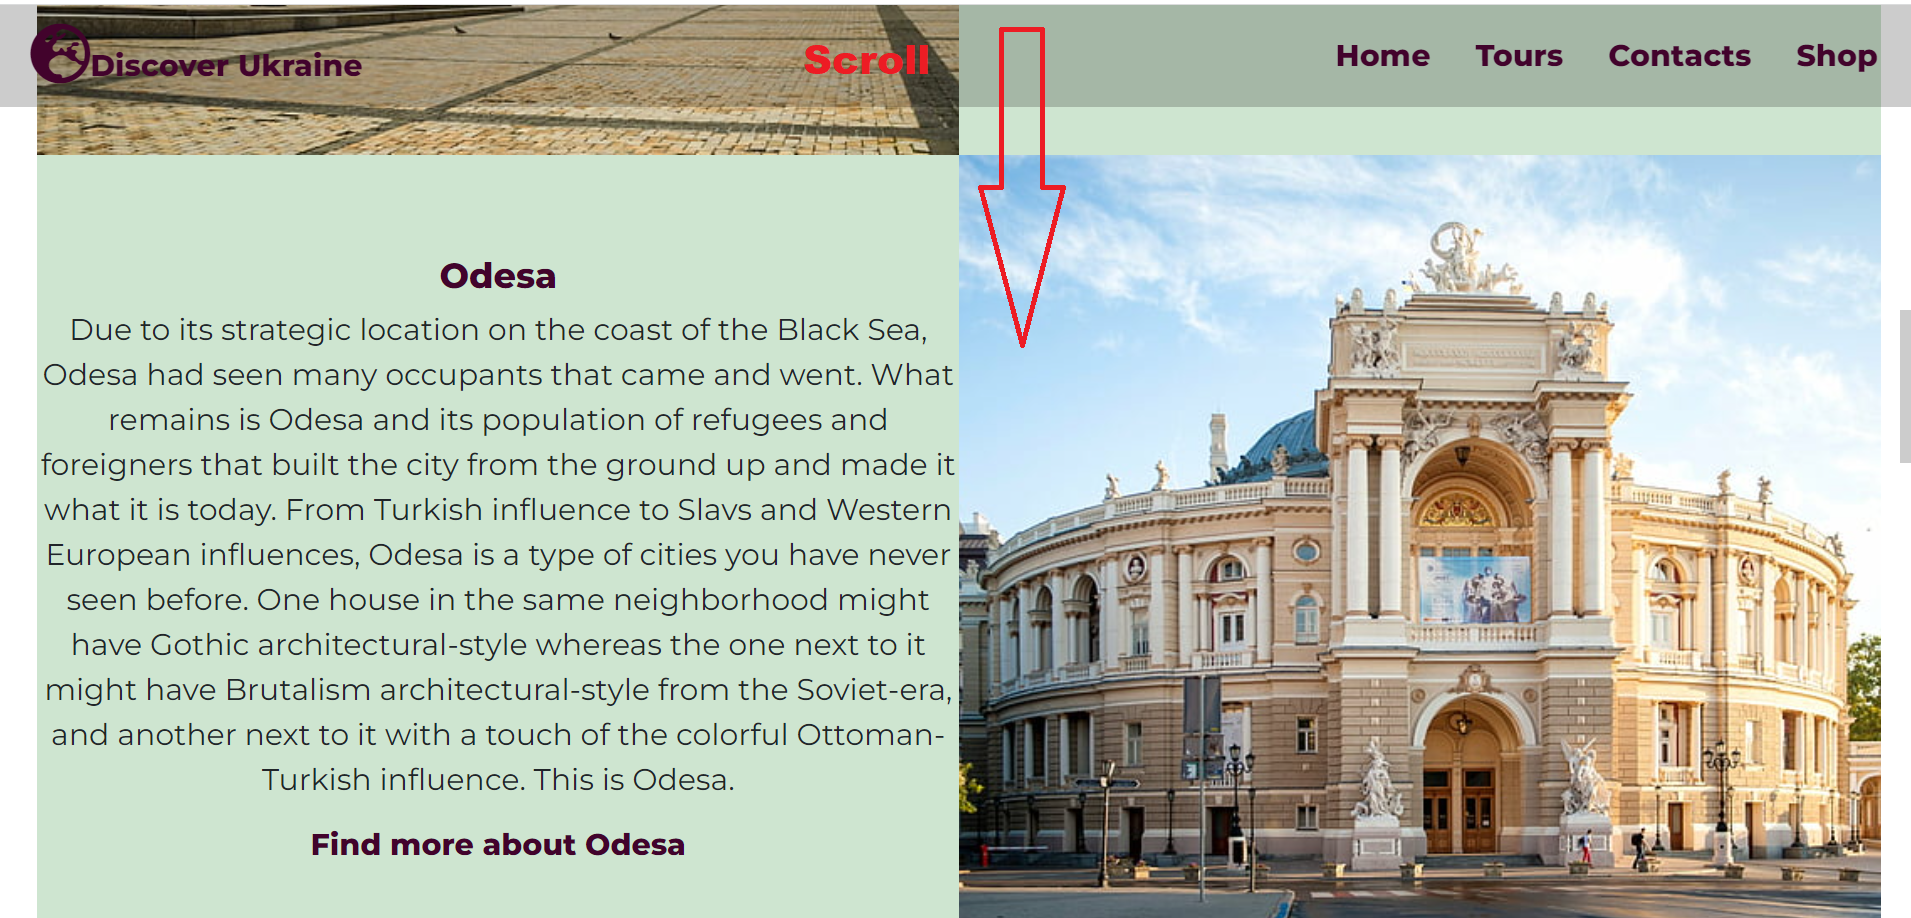 Discover Ukraine
Scroll
Home Tours Contacts Shop
Odesa
Due to its strategic location on the coast of the Black Sea,
Odesa had seen many occupants that came and went. What
remains is Odesa and its population of refugees and
foreigners that built the city from the ground up and made it
what it is today. From Turkish influence to Slavs and Western
European influences, Odesa is a type of cities you have never
seen before. One house in the same neighborhood might
have Gothic architectural-style whereas the one next to it
might have Brutalism architectural-style from the Soviet-era,
and another next to it with a touch of the colorful Ottoman-
Turkish influence. This is Odesa.
Find more about Odesa